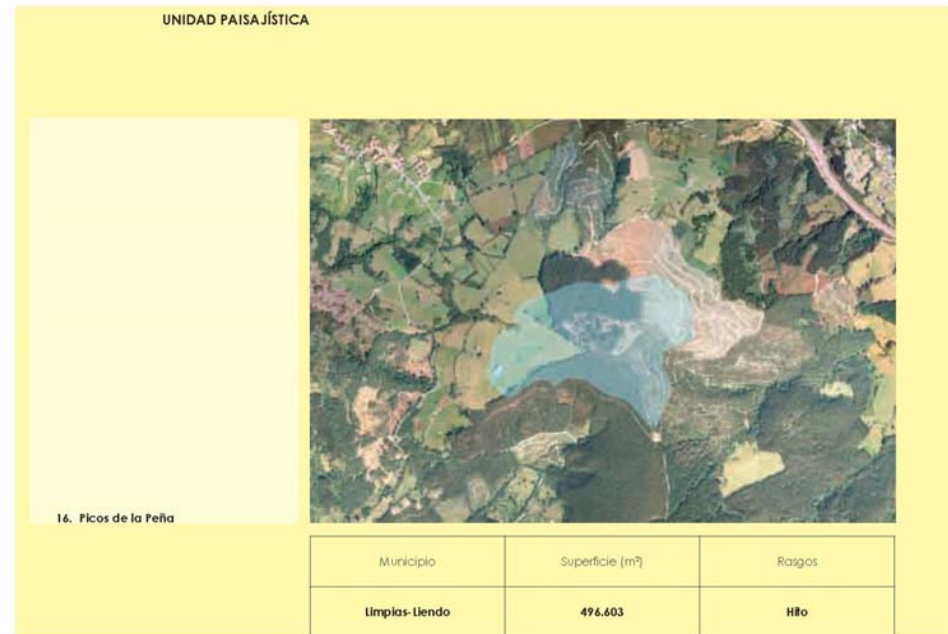 UNIDAD PAISAJÍSTICA
16. Picos de la Peña
Municipio Superficie (m²) Rasgos
Limpias-Liendo 496.603 Hito